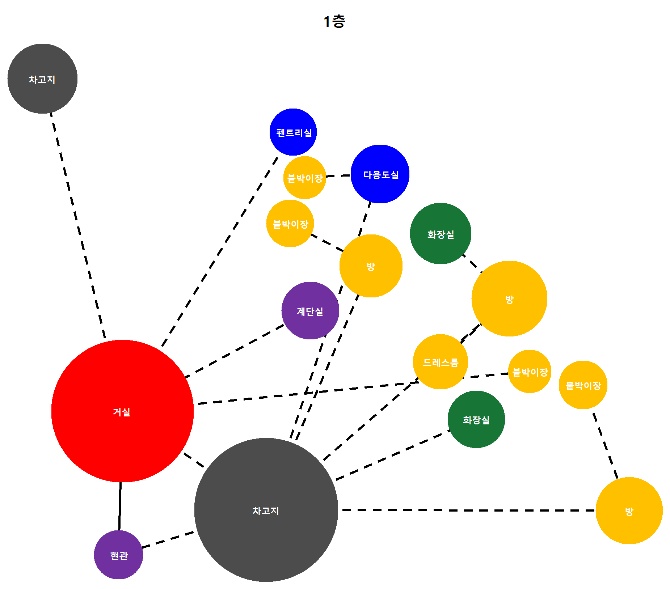 1층
차고지
팬트리실
다용도실
붙박이장
붙박이장
화장실
방
방
계단실
드레스룸
붙박이장
붙박이장
거실
화장실
차고지
방
현관